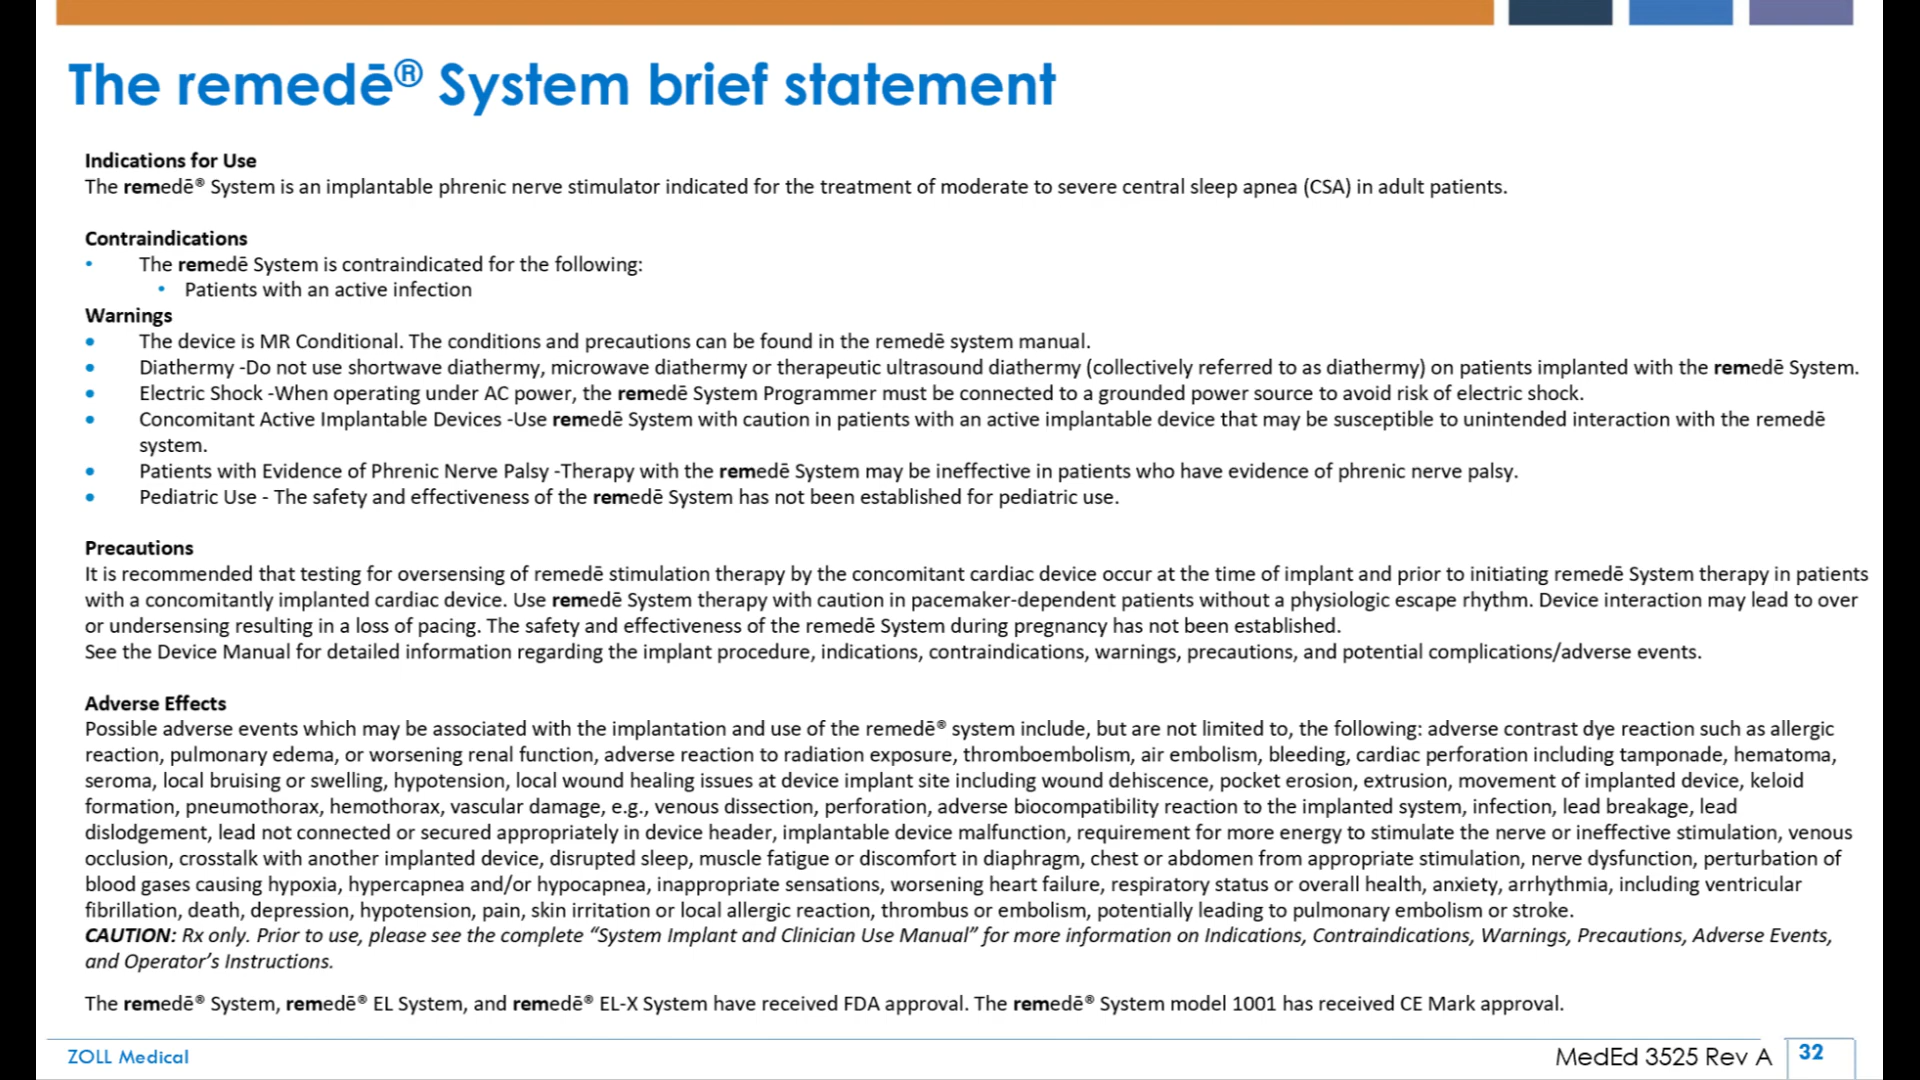 The remedē® System brief statement
Indications for Use
The remedē® System is an implantable phrenic nerve stimulator indicated for the treatment of moderate to severe central sleep apnea (CSA) in adult patients.
Contraindications
• The remedē System is contraindicated for the following:
• Patients with an active infection
Warnings
• The device is MR Conditional. The conditions and precautions can be found in the remedē system manual.
• Diathermy -Do not use shortwave diathermy, microwave diathermy or therapeutic ultrasound diathermy (collectively referred to as diathermy) on patients implanted with the remedē System.
• Electric Shock -When operating under AC power, the remedē System Programmer must be connected to a grounded power source to avoid risk of electric shock.
• Concomitant Active Implantable Devices -Use remedē System with caution in patients with an active implantable device that may be susceptible to unintended interaction with the remedē
system.
• Patients with Evidence of Phrenic Nerve Palsy -Therapy with the remedē System may be ineffective in patients who have evidence of phrenic nerve palsy.
• Pediatric Use - The safety and effectiveness of the remedē System has not been established for pediatric use.
Precautions
It is recommended that testing for oversensing of remedē stimulation therapy by the concomitant cardiac device occur at the time of implant and prior to initiating remedē System therapy in patients
with a concomitantly implanted cardiac device. Use remedē System therapy with caution in pacemaker-dependent patients without a physiologic escape rhythm. Device interaction may lead to over
or undersensing resulting in a loss of pacing. The safety and effectiveness of the remedē System during pregnancy has not been established.
See the Device Manual for detailed information regarding the implant procedure, indications, contraindications, warnings, precautions, and potential complications/adverse events.
Adverse Effects
Possible adverse events which may be associated with the implantation and use of the remedē® system include, but are not limited to, the following: adverse contrast dye reaction such as allergic
reaction, pulmonary edema, or worsening renal function, adverse reaction to radiation exposure, thromboembolism, air embolism, bleeding, cardiac perforation including tamponade, hematoma,
seroma, local bruising or swelling, hypotension, local wound healing issues at device implant site including wound dehiscence, pocket erosion, extrusion, movement of implanted device, keloid
formation, pneumothorax, hemothorax, vascular damage, e.g., venous dissection, perforation, adverse biocompatibility reaction to the implanted system, infection, lead breakage, lead
dislodgement, lead not connected or secured appropriately in device header, implantable device malfunction, requirement for more energy to stimulate the nerve or ineffective stimulation, venous
occlusion, crosstalk with another implanted device, disrupted sleep, muscle fatigue or discomfort in diaphragm, chest or abdomen from appropriate stimulation, nerve dysfunction, perturbation of
blood gases causing hypoxia, hypercapnea and/or hypocapnea, inappropriate sensations, worsening heart failure, respiratory status or overall health, anxiety, arrhythmia, including ventricular
fibrillation, death, depression, hypotension, pain, skin irritation or local allergic reaction, thrombus or embolism, potentially leading to pulmonary embolism or stroke.
CAUTION: Rx only. Prior to use, please see the complete “System Implant and Clinician Use Manual” for more information on Indications, Contraindications, Warnings, Precautions, Adverse Events,
and Operator’s Instructions.
The remedē® System, remedē® EL System, and remedē® EL-X System have received FDA approval. The remedē® System model 1001 has received CE Mark approval.
ZOLL Medical
MedEd 3525 Rev A
32